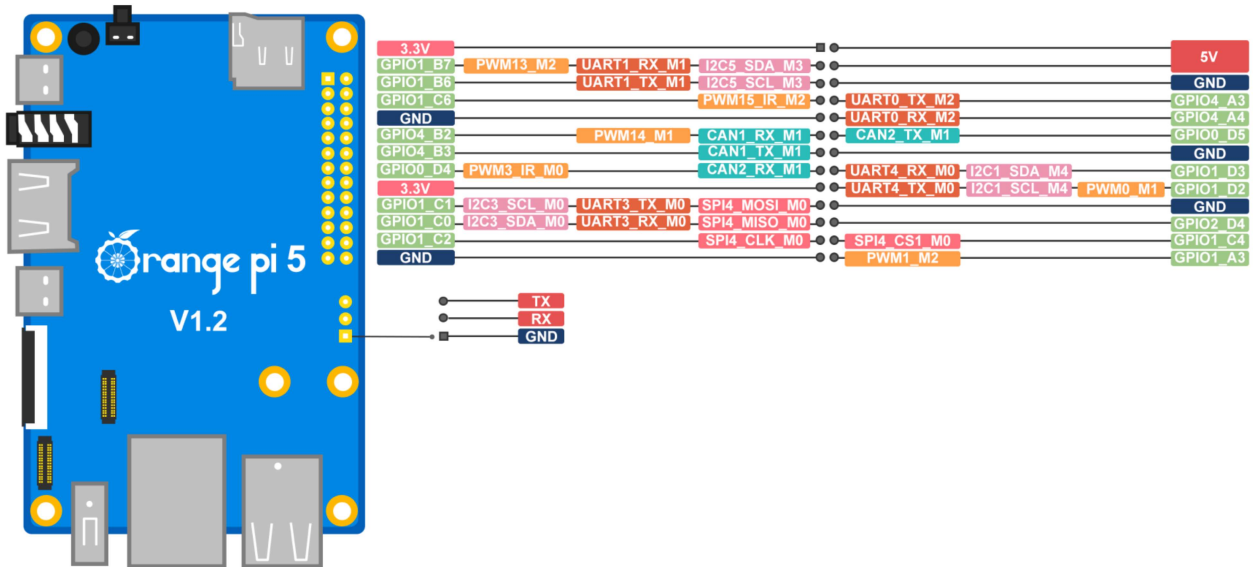 3.3V 5V
GPIO1_B7 PWM13_M2 UART1_RX_M1 I2C5_SDA_M3
GPIO1_B6 UART1_TX_M1 I2C5_SCL_M3 GND
GPIO1_C6 PWM15_IR_M2 UART0_TX_M2 GPIO4_A3
GND UART0_RX_M2 GPIO4_A4
GPIO4_B2 PWM14_M1 CAN1_RX_M1 CAN2_TX_M1 GPIO0_D5
GPIO4_B3 CAN1_TX_M1 GND
GPIO0_D4 PWM3_IR_M0 CAN2_RX_M1 UART4_RX_M0 I2C1_SDA_M4 GPIO1_D3
3.3V UART4_TX_M0 I2C1_SCL_M4 PWM0_M1 GPIO1_D2
GPIO1_C1 I2C3_SCL_M0 UART3_TX_M0 SPI4_MOSI_M0 GND
GPIO1_C0 I2C3_SDA_M0 UART3_RX_M0 SPI4_MISO_M0 GPIO2_D4
GPIO1_C2 SPI4_CLK_M0 SPI4_CS1_M0 GPIO1_C4
GND PWM1_M2 GPIO1_A3
Orange pi 5
V1.2
TX
RX
GND